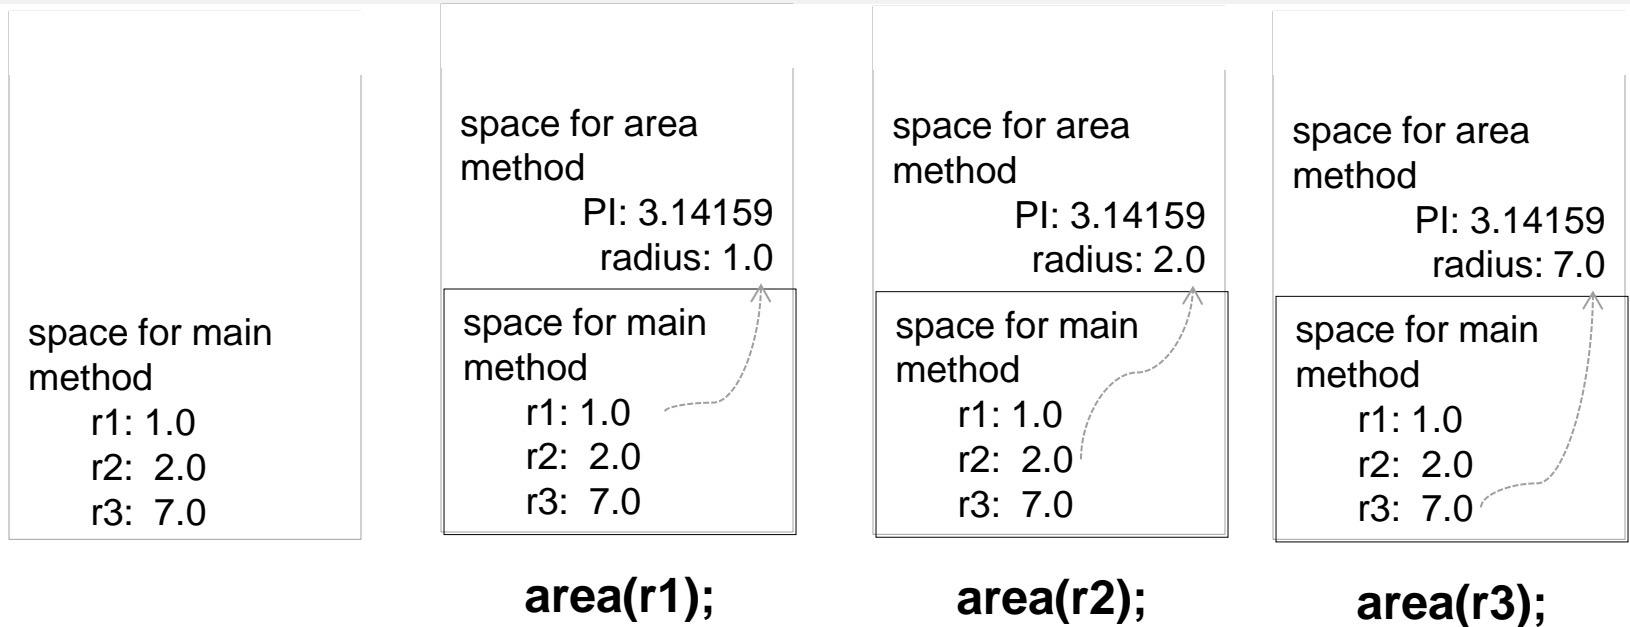 space for main
method
r1: 1.0
r2:  2.0
r3:  7.0
space for area
method
PI: 3.14159
radius: 1.0
space for main
method
r1: 1.0
r2:  2.0
r3:  7.0
area(r1);
space for area
method
PI: 3.14159
radius: 2.0
space for main
method
r1: 1.0
r2:  2.0
r3:  7.0
area(r2);
space for area
method
PI: 3.14159
radius: 7.0
space for main
method
r1: 1.0
r2:  2.0
r3:  7.0
area(r3);